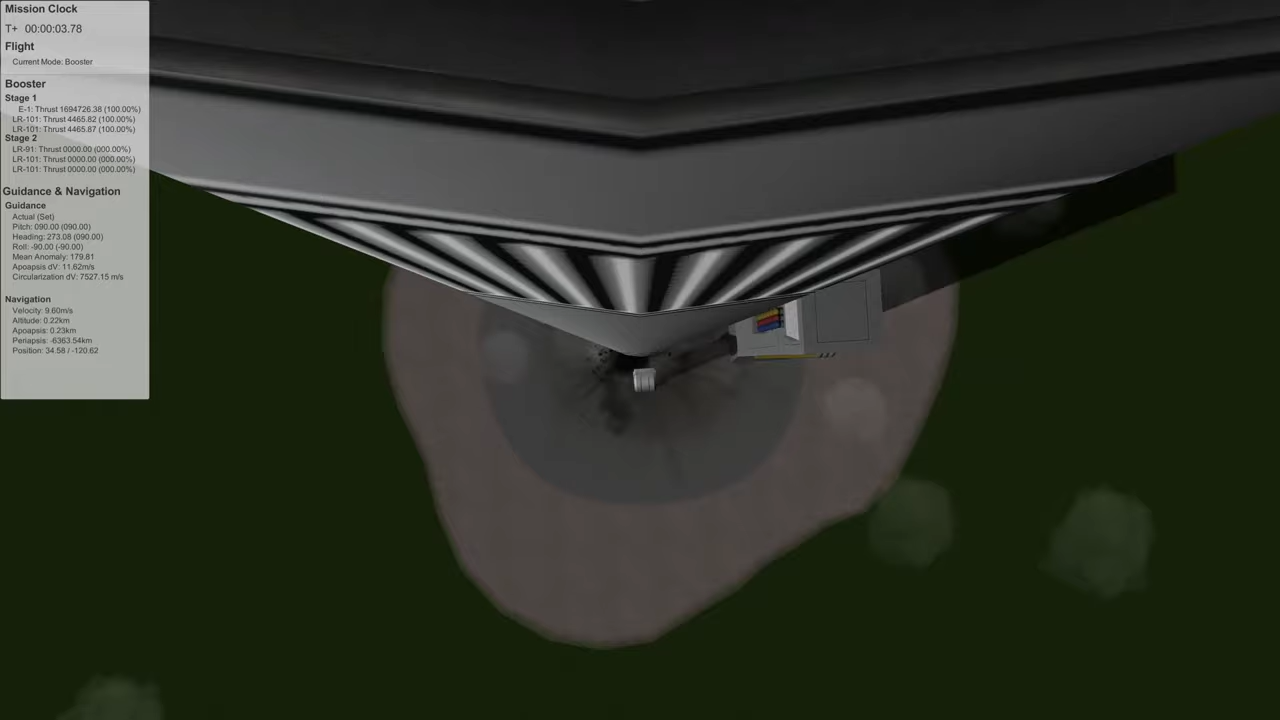 Mission Clock
T+ 00:00:03.78
Flight
Current Mode: Booster
Booster
Stage 1
E-1: Thrust 1694726.38 (100.00%)
LR-101: Thrust 4465.82 (100.00%)
LR-101: Thrust 4465.87 (100.00%)
Stage 2
LR-91: Thrust 0000.00 (000.00%)
LR-101: Thrust 0000.00 (000.00%)
LR-101: Thrust 0000.00 (000.00%)
Guidance & Navigation
Guidance
Actual (Set)
Pitch: 090.00 (090.00)
Heading: 273.08 (090.00)
Roll: -90.00 (-90.00)
Mean Anomaly: 179.81
Apoapsis dV: 11.62m/s
Circularization dV: 7527.15 m/s
Navigation
Velocity: 9.60m/s
Altitude: 0.22km
Apoapsis: 0.23km
Periapsis: -6363.54km
Position: 34.58 / -120.62